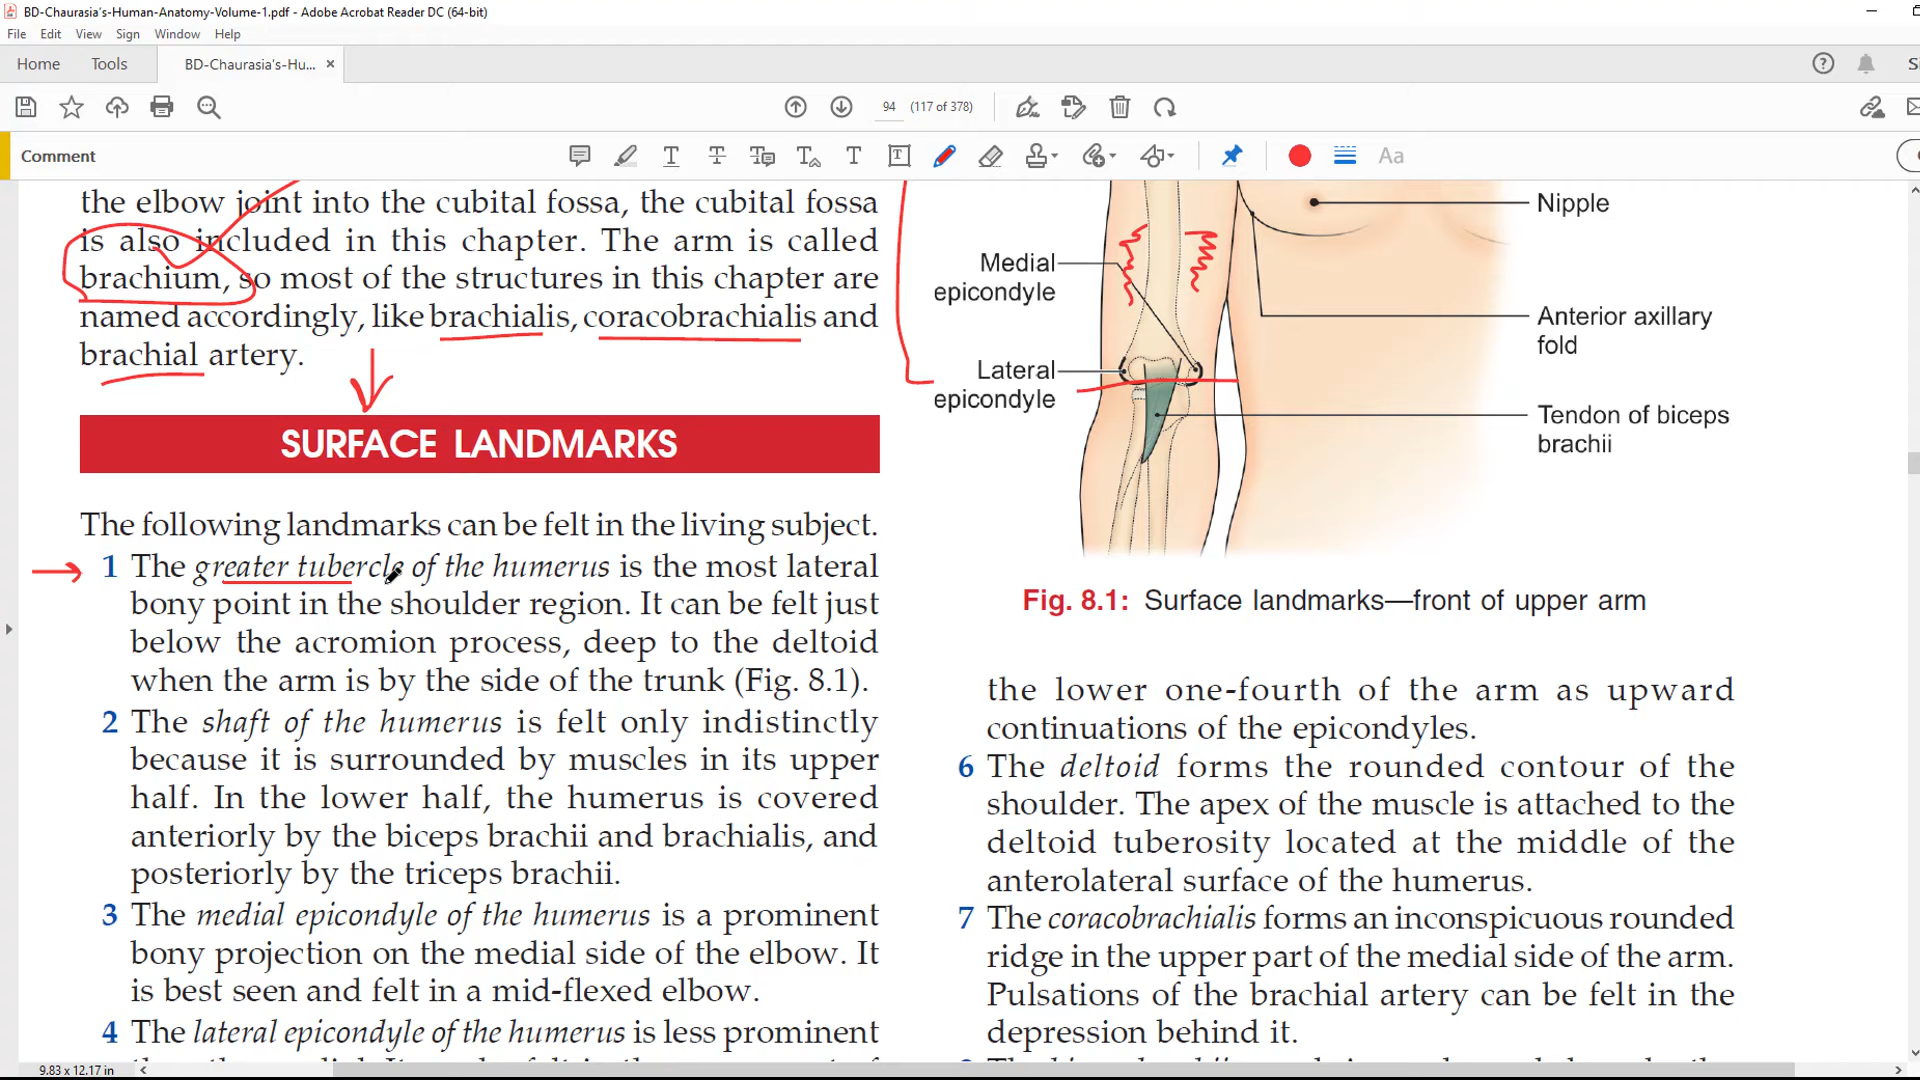 BD-Chaurasia's-Human-Anatomy-Volume-1.pdf - Adobe Acrobat Reader DC (64-bit)
File Edit View Sign Window Help
Home Tools BD-Chaurasia's-Hu... ×
94 (117 of 378)
Comment
the elbow joint into the cubital fossa, the cubital fossa
is also included in this chapter. The arm is called
brachium, so most of the structures in this chapter are
named accordingly, like brachialis, coracobrachialis and
brachial artery.
SURFACE LANDMARKS
The following landmarks can be felt in the living subject.
1 The greater tubercle of the humerus is the most lateral
bony point in the shoulder region. It can be felt just
below the acromion process, deep to the deltoid
when the arm is by the side of the trunk (Fig. 8.1).
2 The shaft of the humerus is felt only indistinctly
because it is surrounded by muscles in its upper
half. In the lower half, the humerus is covered
anteriorly by the biceps brachii and brachialis, and
posteriorly by the triceps brachii.
3 The medial epicondyle of the humerus is a prominent
bony projection on the medial side of the elbow. It
is best seen and felt in a mid-flexed elbow.
4 The lateral epicondyle of the humerus is less prominent
Nipple
Medial
epicondyle
Anterior axillary
fold
Lateral
epicondyle
Tendon of biceps
brachii
Fig. 8.1: Surface landmarks—front of upper arm
the lower one-fourth of the arm as upward
continuations of the epicondyles.
6 The deltoid forms the rounded contour of the
shoulder. The apex of the muscle is attached to the
deltoid tuberosity located at the middle of the
anterolateral surface of the humerus.
7 The coracobrachialis forms an inconspicuous rounded
ridge in the upper part of the medial side of the arm.
Pulsations of the brachial artery can be felt in the
depression behind it.
9.83 x 12.17 in